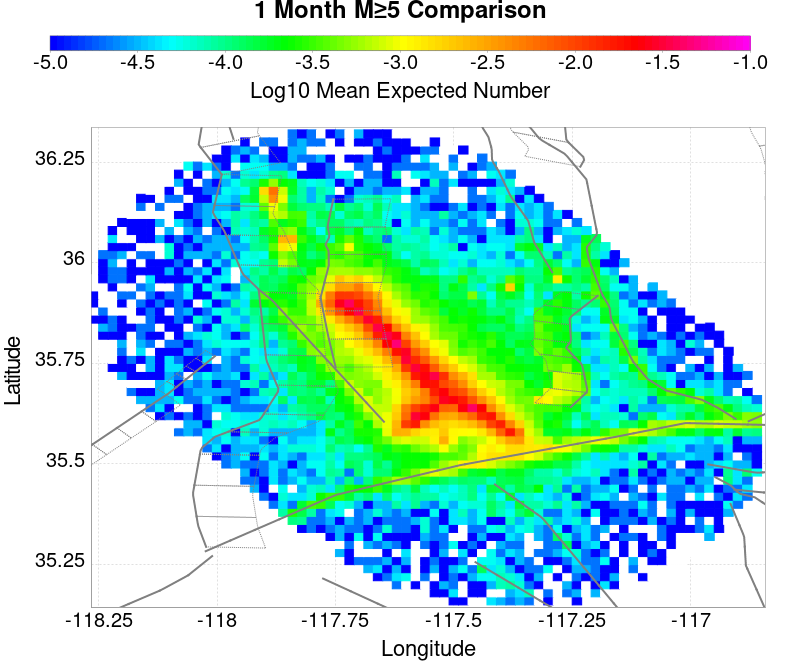 1 Month M≥5 Comparison
-5.0 -4.5 -4.0 -3.5 -3.0 -2.5 -2.0 -1.5 -1.0
Log10 Mean Expected Number
36.25
36
35.75
35.5
35.25
Latitude
-118.25 -118 -117.75 -117.5 -117.25 -117
Longitude